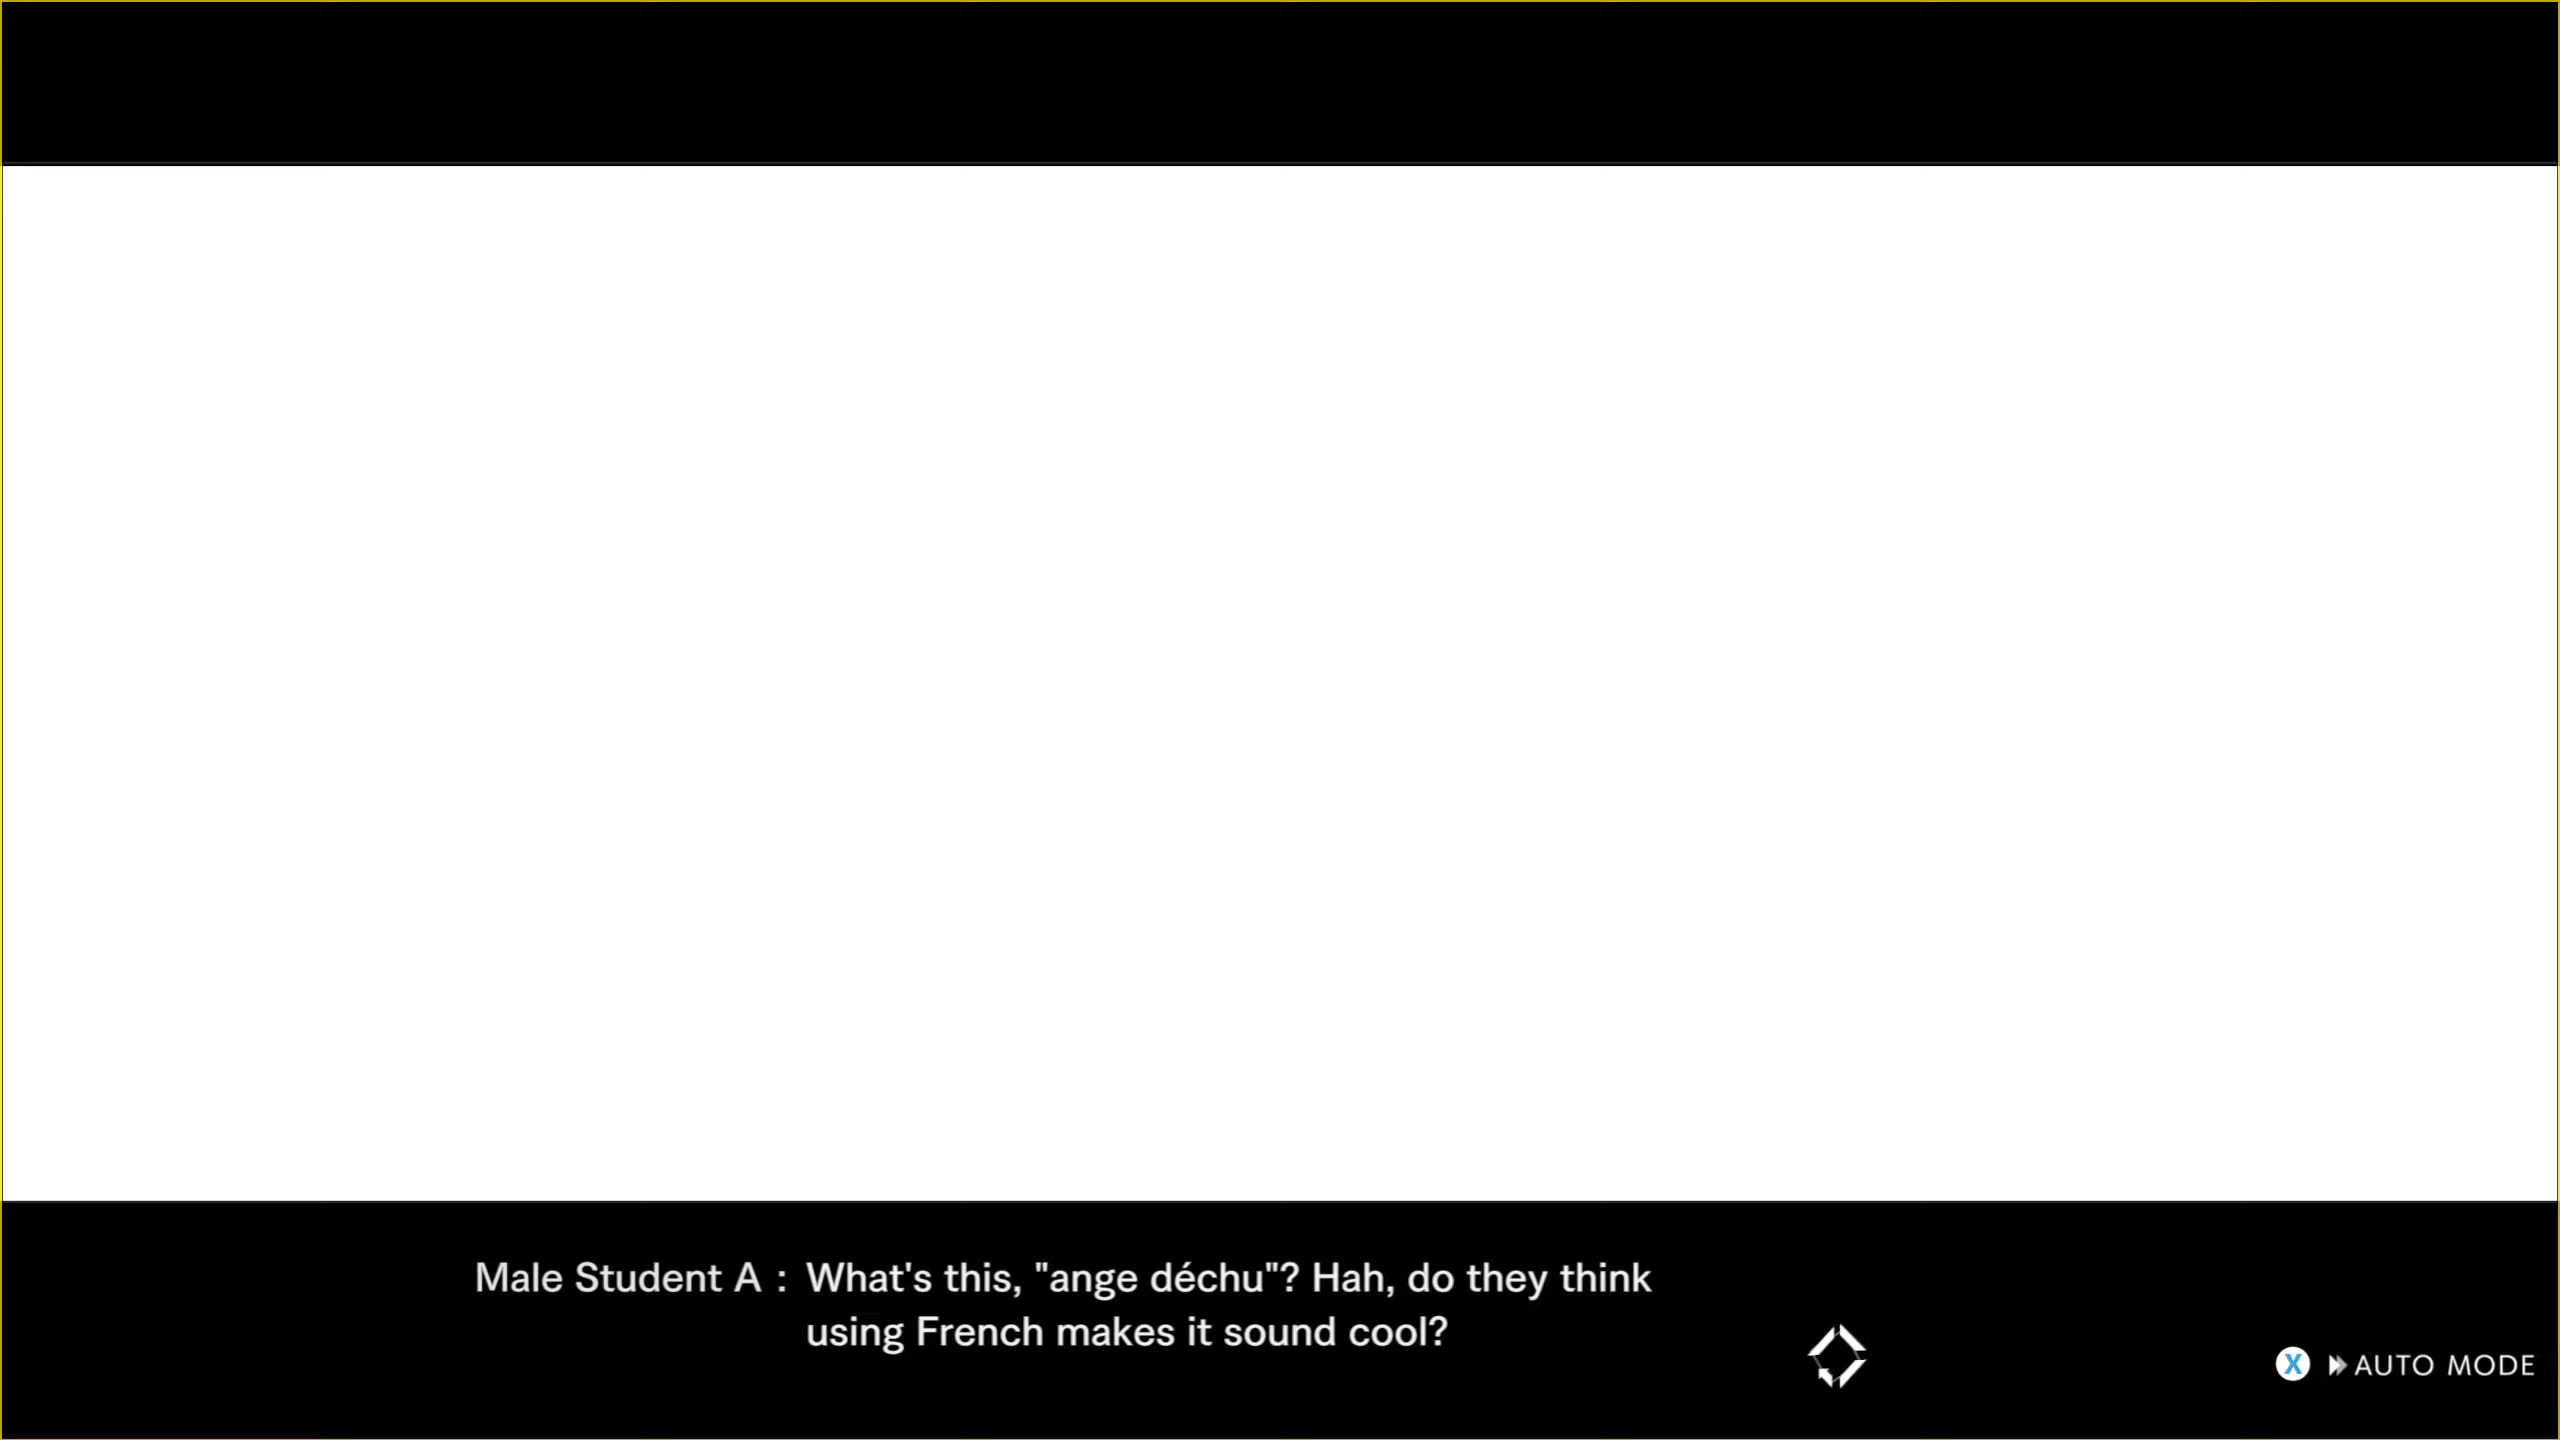 Male Student A : What's this, "ange déchu"? Hah, do they think
using French makes it sound cool?
X AUTO MODE